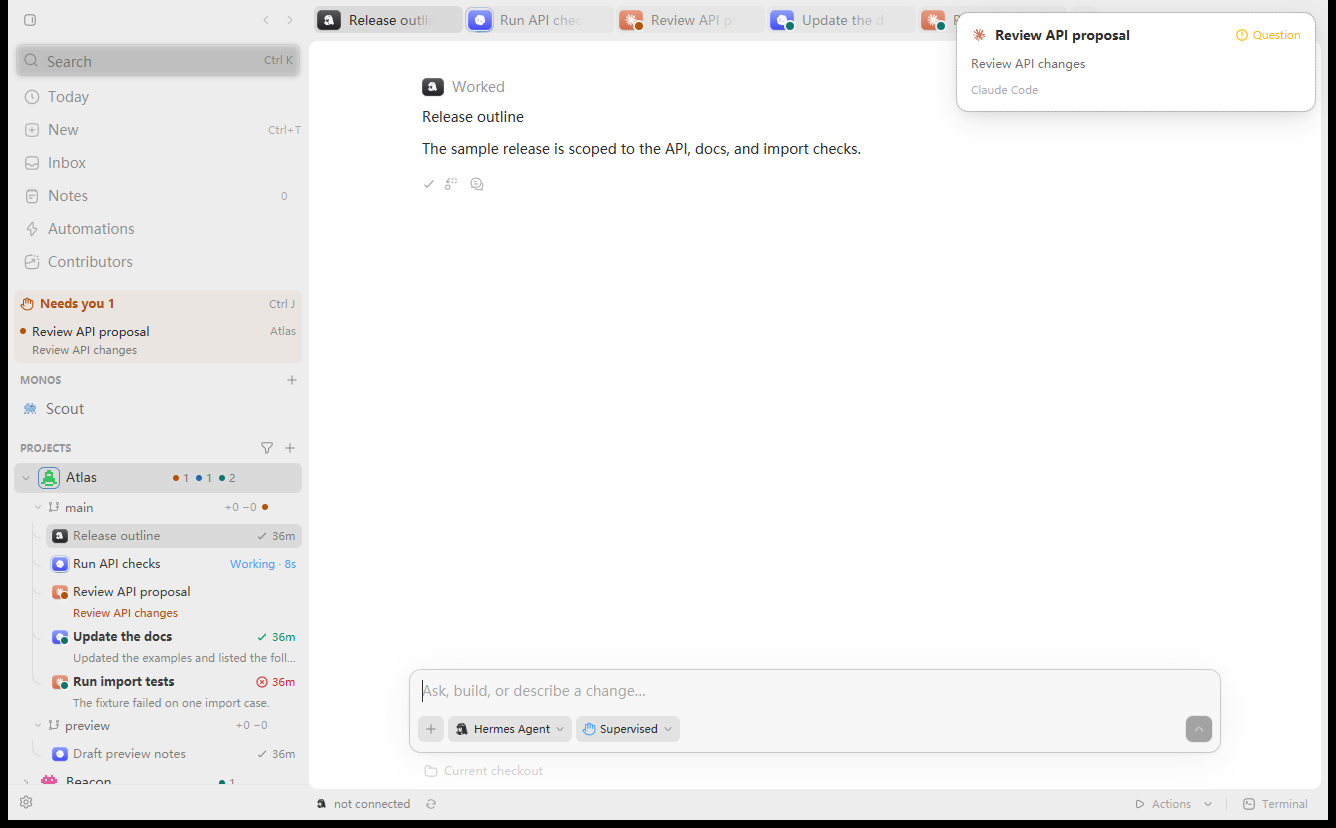 Release outlin
Run API chec
Review API p
Update the d
Review API proposal
Question
Review API changes
Claude Code
Search
Ctrl K
Today
New
Ctrl+T
Inbox
Notes
0
Automations
Contributors
Needs you 1
Ctrl J
Review API proposal
Atlas
Review API changes
MONOS
Scout
PROJECTS
Atlas
1 1 2
main
+0 −0
Release outline
36m
Run API checks
Working · 8s
Review API proposal
Review API changes
Update the docs
36m
Updated the examples and listed the foll...
Run import tests
36m
The fixture failed on one import case.
preview
+0 −0
Draft preview notes
36m
Beacon
1
Worked
Release outline
The sample release is scoped to the API, docs, and import checks.
Ask, build, or describe a change...
Hermes Agent
Supervised
Current checkout
not connected
Actions
Terminal